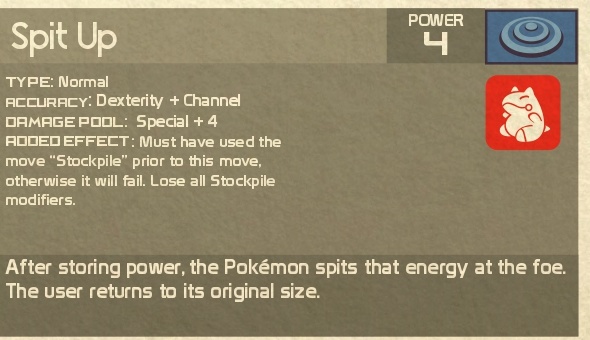 Spit Up
POWER
4
TYPE: Normal
ACCURACY: Dexterity + Channel
DAMAGE POOL: Special + 4
ADDED EFFECT: Must have used the
move “Stockpile” prior to this move,
otherwise it will fail. Lose all Stockpile
modifiers.
After storing power, the Pokémon spits that energy at the foe.
The user returns to its original size.